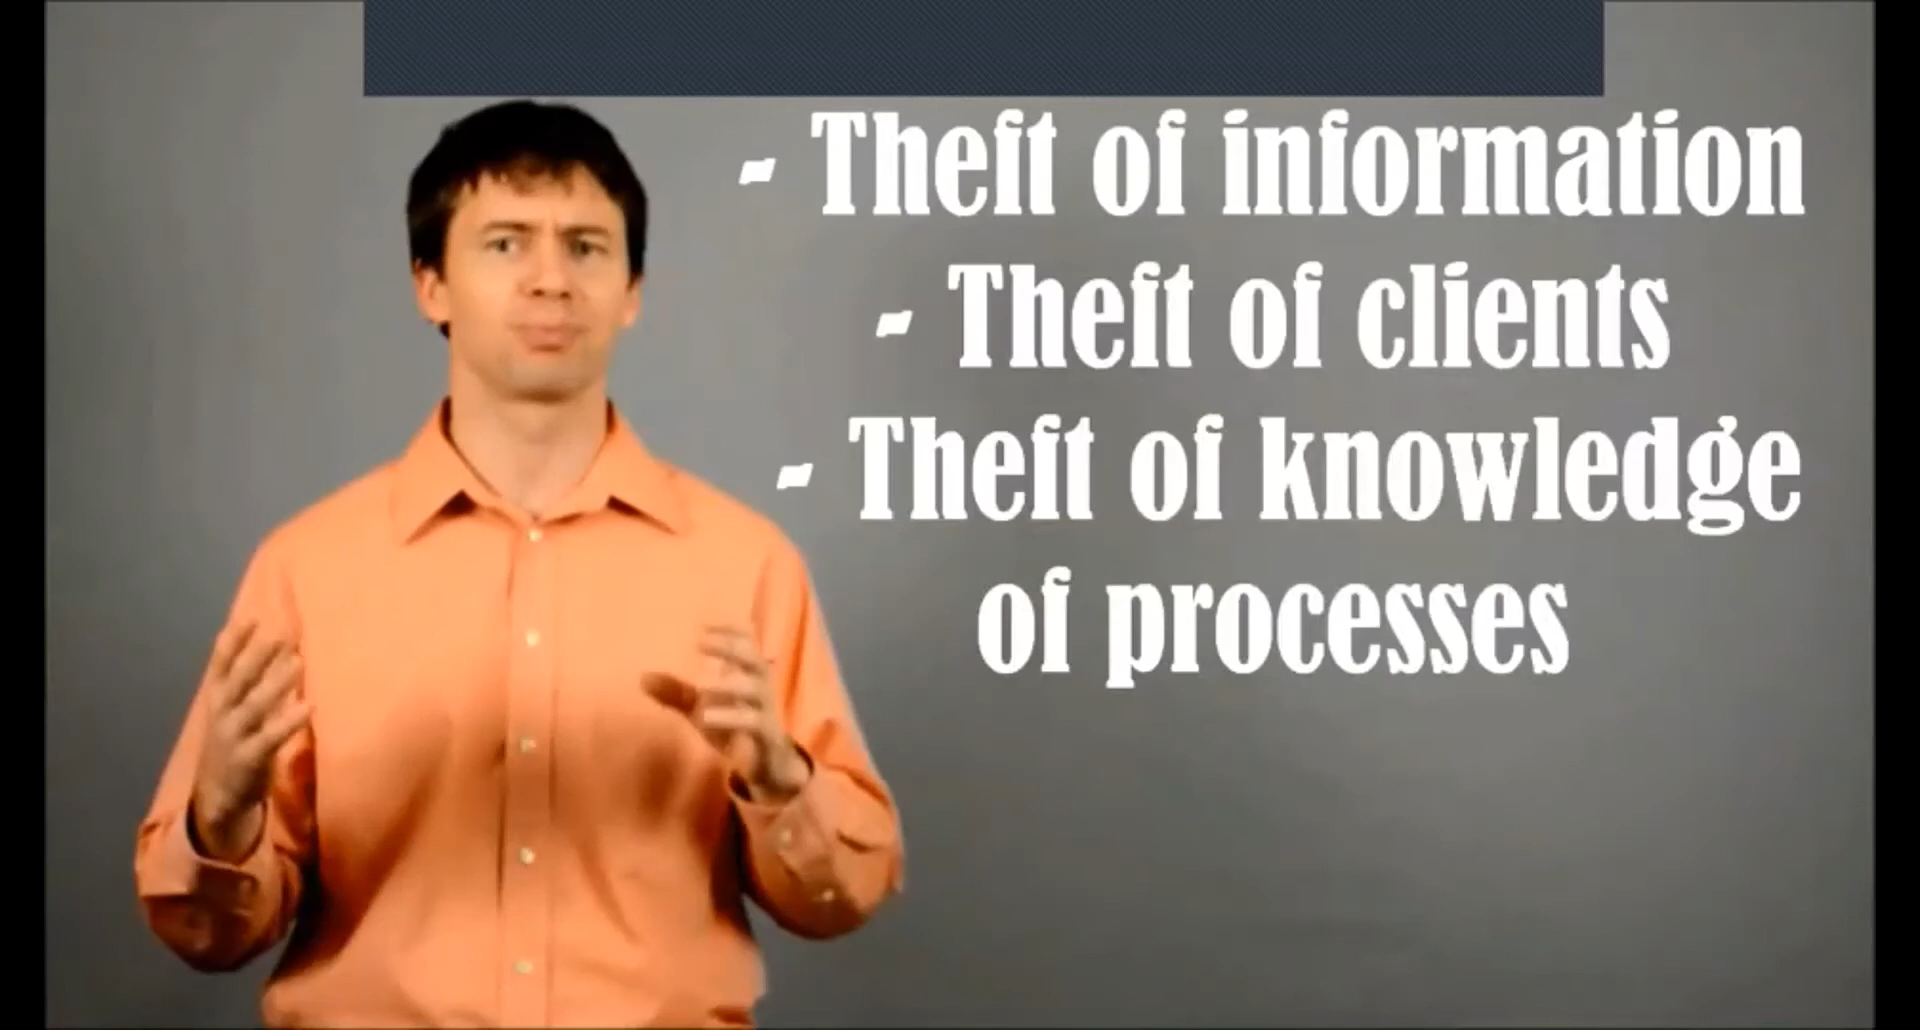 - Theft of information
- Theft of clients
- Theft of knowledge
of processes